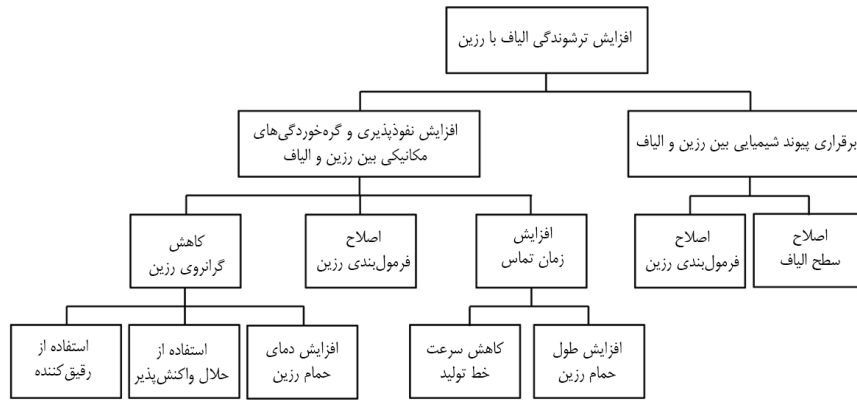 افزایش ترشوندگی الیاف با رزین
برقراری پیوند شیمیایی بین رزین و الیاف
افزایش نفوذپذیری و گره‌خوردگی‌های
مکانیکی بین رزین و الیاف
اصلاح
سطح الیاف
اصلاح
فرمول‌بندی رزین
افزایش
زمان تماس
اصلاح
فرمول‌بندی رزین
کاهش
گرانروی رزین
افزایش طول
حمام رزین
کاهش سرعت
خط تولید
افزایش دمای
حمام رزین
استفاده از
حلال واکنش‌پذیر
استفاده از
رقیق‌کننده